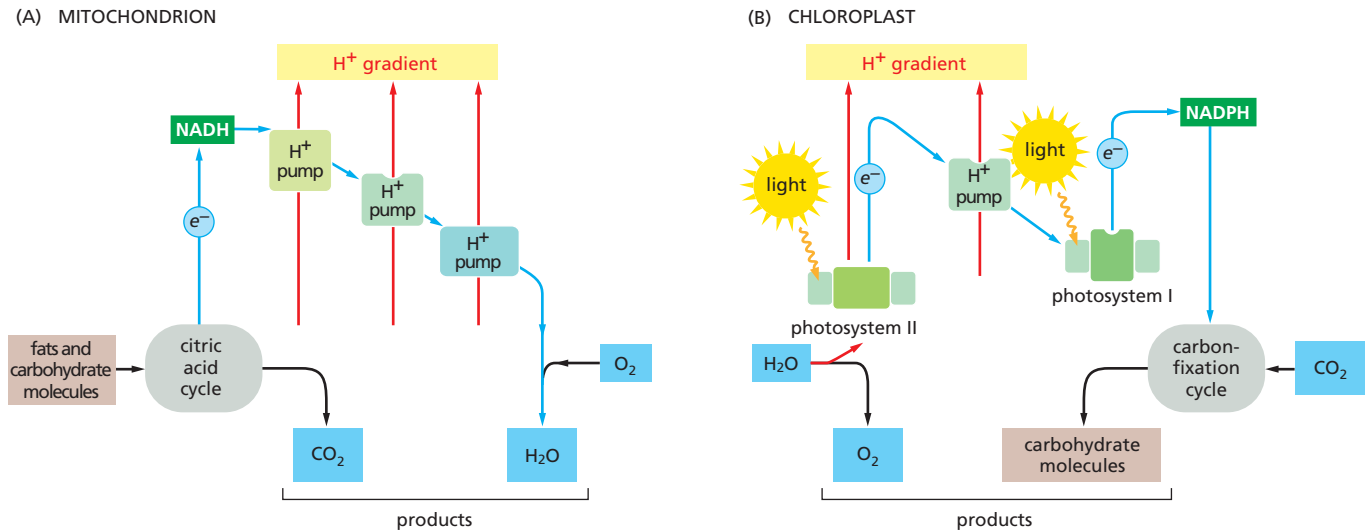 (A) MITOCHONDRION
H+ gradient
NADH
H+
pump
H+
pump
H+
pump
e–
fats and
carbohydrate
molecules
citric
acid
cycle
O2
CO2
H2O
products
(B) CHLOROPLAST
H+ gradient
NADPH
light
e–
H+
pump
light
e–
photosystem II
photosystem I
H2O
carbon-
fixation
cycle
CO2
O2
carbohydrate
molecules
products